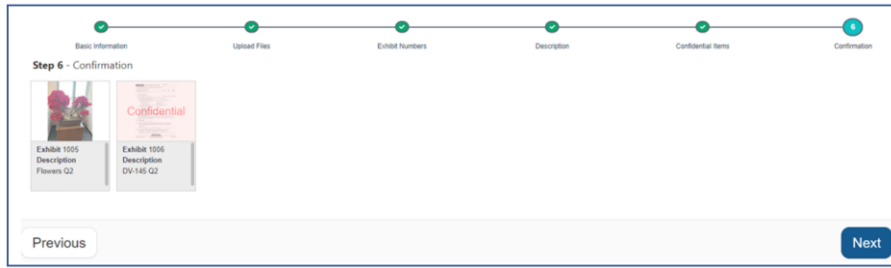 6
Basic Information Upload Files Exhibit Numbers Description Confidential Items Confirmation
Step 6 - Confirmation
Confidential
Exhibit 1005
Description
Flowers Q2
Exhibit 1006
Description
DV-145 Q2
Previous
Next